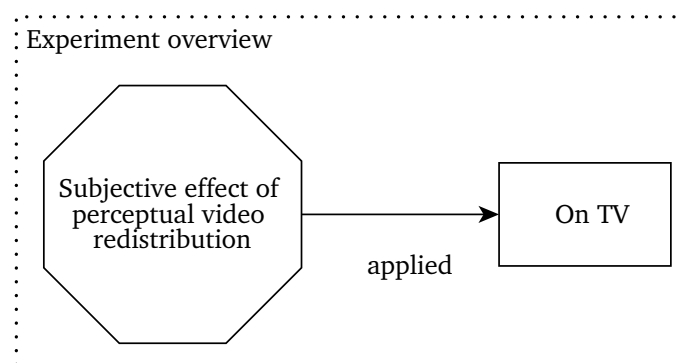 Experiment overview
Subjective effect of
perceptual video
redistribution
On TV
applied